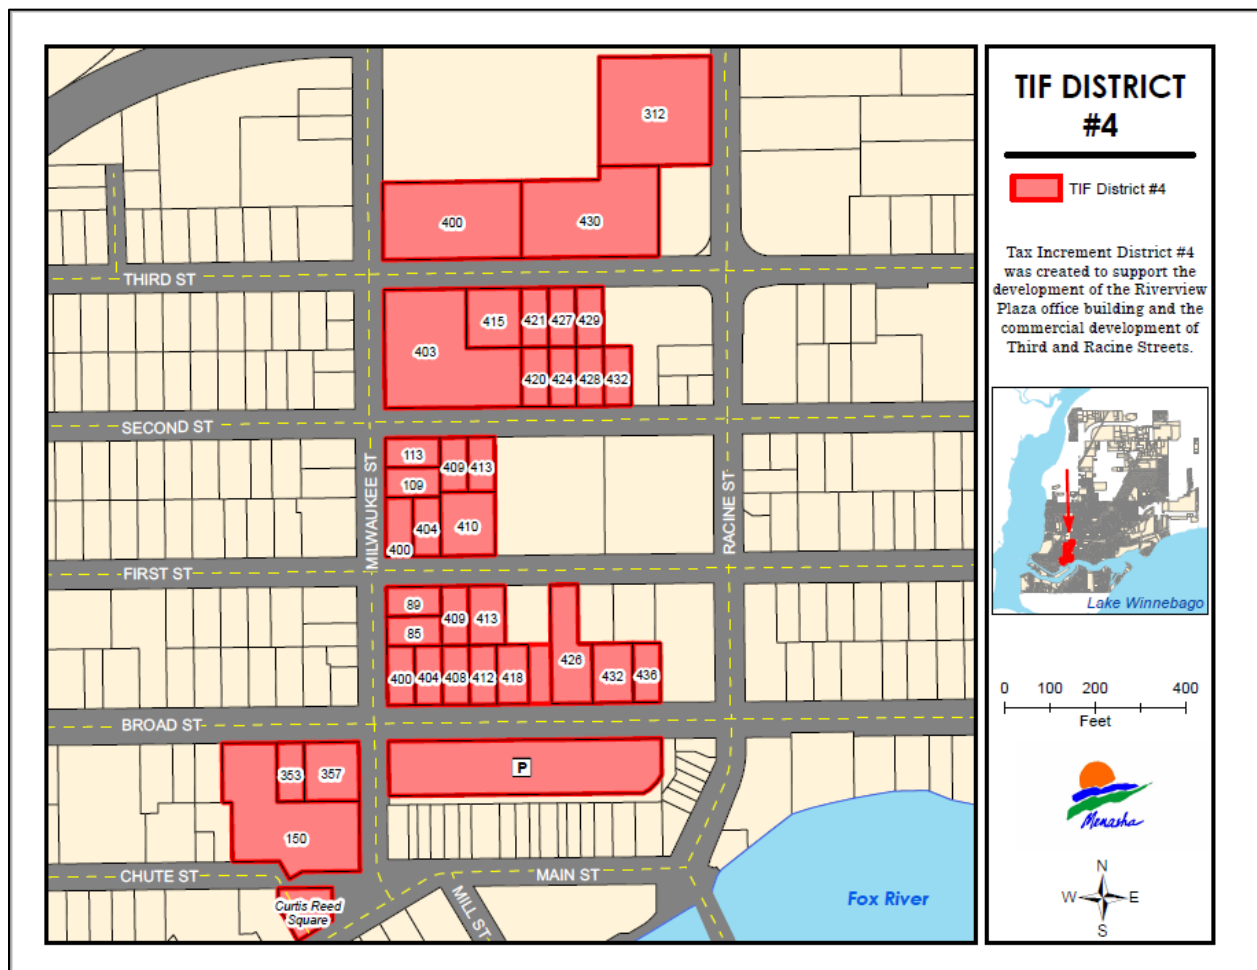 TIF DISTRICT
#4
TIF District #4
Tax Increment District #4
was created to support the
development of the Riverview
Plaza office building and the
commercial development of
Third and Racine Streets.
Lake Winnebago
0 100 200 400
Feet
Menasha
N
W E
S
312
400 430
THIRD ST
415 421 427 429
403
420 424 428 432
SECOND ST
MILWAUKEE ST
RACINE ST
113 409 413
109
404 410
400
FIRST ST
89 409 413
85
400 404 408 412 418 426 432 436
BROAD ST
353 357 P
150
CHUTE ST
MAIN ST
MILL ST
Curtis Reed
Square
Fox River